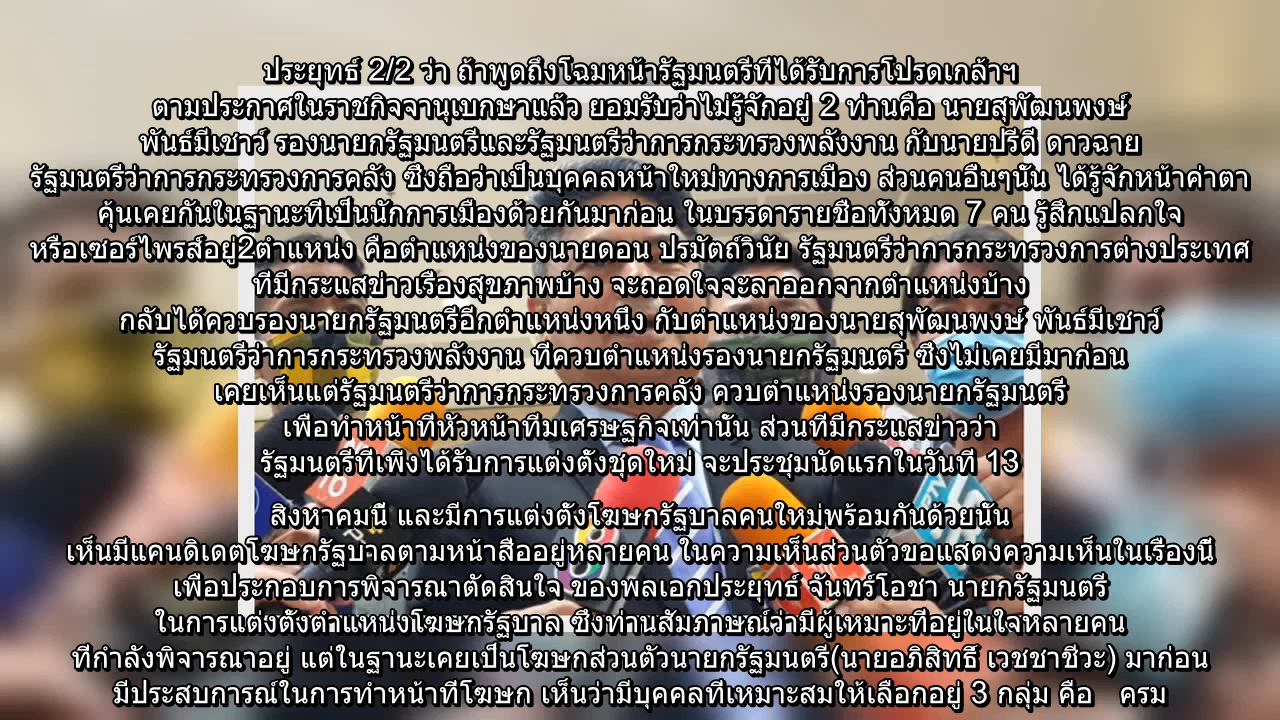 ประยุทธ์ 2/2 ว่า ถ้าพูดถึงโฉมหน้ารัฐมนตรีที่ได้รับการโปรดเกล้าฯ
ตามประกาศในราชกิจจานุเบกษาแล้ว ยอมรับว่าไม่รู้จักอยู่ 2 ท่านคือ นายสุพัฒนพงษ์
พันธ์มีเชาว์ รองนายกรัฐมนตรีและรัฐมนตรีว่าการกระทรวงพลังงาน กับนายปรีดี ดาวฉาย
รัฐมนตรีว่าการกระทรวงการคลัง ซึ่งถือว่าเป็นบุคคลหน้าใหม่ทางการเมือง ส่วนคนอื่นๆนั้น ได้รู้จักหน้าค่าตา
คุ้นเคยกันในฐานะที่เป็นนักการเมืองด้วยกันมาก่อน ในบรรดารายชื่อทั้งหมด 7 คน รู้สึกแปลกใจ
หรือเซอร์ไพรส์อยู่2ตำแหน่ง คือตำแหน่งของนายดอน ปรมัตถ์วินัย รัฐมนตรีว่าการกระทรวงการต่างประเทศ
ที่มีกระแสข่าวเรื่องสุขภาพบ้าง จะถอดใจจะลาออกจากตำแหน่งบ้าง
กลับได้ควบรองนายกรัฐมนตรีอีกตำแหน่งหนึ่ง กับตำแหน่งของนายสุพัฒนพงษ์ พันธ์มีเชาว์
รัฐมนตรีว่าการกระทรวงพลังงาน ที่ควบตำแหน่งรองนายกรัฐมนตรี ซึ่งไม่เคยมีมาก่อน
เคยเห็นแต่รัฐมนตรีว่าการกระทรวงการคลัง ควบตำแหน่งรองนายกรัฐมนตรี
เพื่อทำหน้าที่หัวหน้าทีมเศรษฐกิจเท่านั้น ส่วนที่มีกระแสข่าวว่า
รัฐมนตรีที่เพิ่งได้รับการแต่งตั้งชุดใหม่ จะประชุมนัดแรกในวันที่ 13
สิงหาคมนี้ และมีการแต่งตั้งโฆษกรัฐบาลคนใหม่พร้อมกันด้วยนั้น
เห็นมีแคนดิเดตโฆษกรัฐบาลตามหน้าสื่ออยู่หลายคน ในความเห็นส่วนตัวขอแสดงความเห็นในเรื่องนี้
เพื่อประกอบการพิจารณาตัดสินใจ ของพลเอกประยุทธ์ จันทร์โอชา นายกรัฐมนตรี
ในการแต่งตั้งตำแหน่งโฆษกรัฐบาล ซึ่งท่านสัมภาษณ์ว่ามีผู้เหมาะที่อยู่ในใจหลายคน
ที่กำลังพิจารณาอยู่ แต่ในฐานะเคยเป็นโฆษกส่วนตัวนายกรัฐมนตรี(นายอภิสิทธิ์ เวชชาชีวะ) มาก่อน
มีประสบการณ์ในการทำหน้าที่โฆษก เห็นว่ามีบุคคลที่เหมาะสมให้เลือกอยู่ 3 กลุ่ม คือ ครม